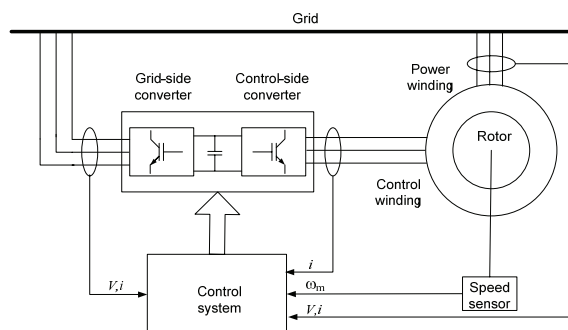 Grid
Grid-side
converter
Control-side
converter
Power
winding
Rotor
Control
winding
i
V,i
Control
system
ωm
V,i
Speed
sensor